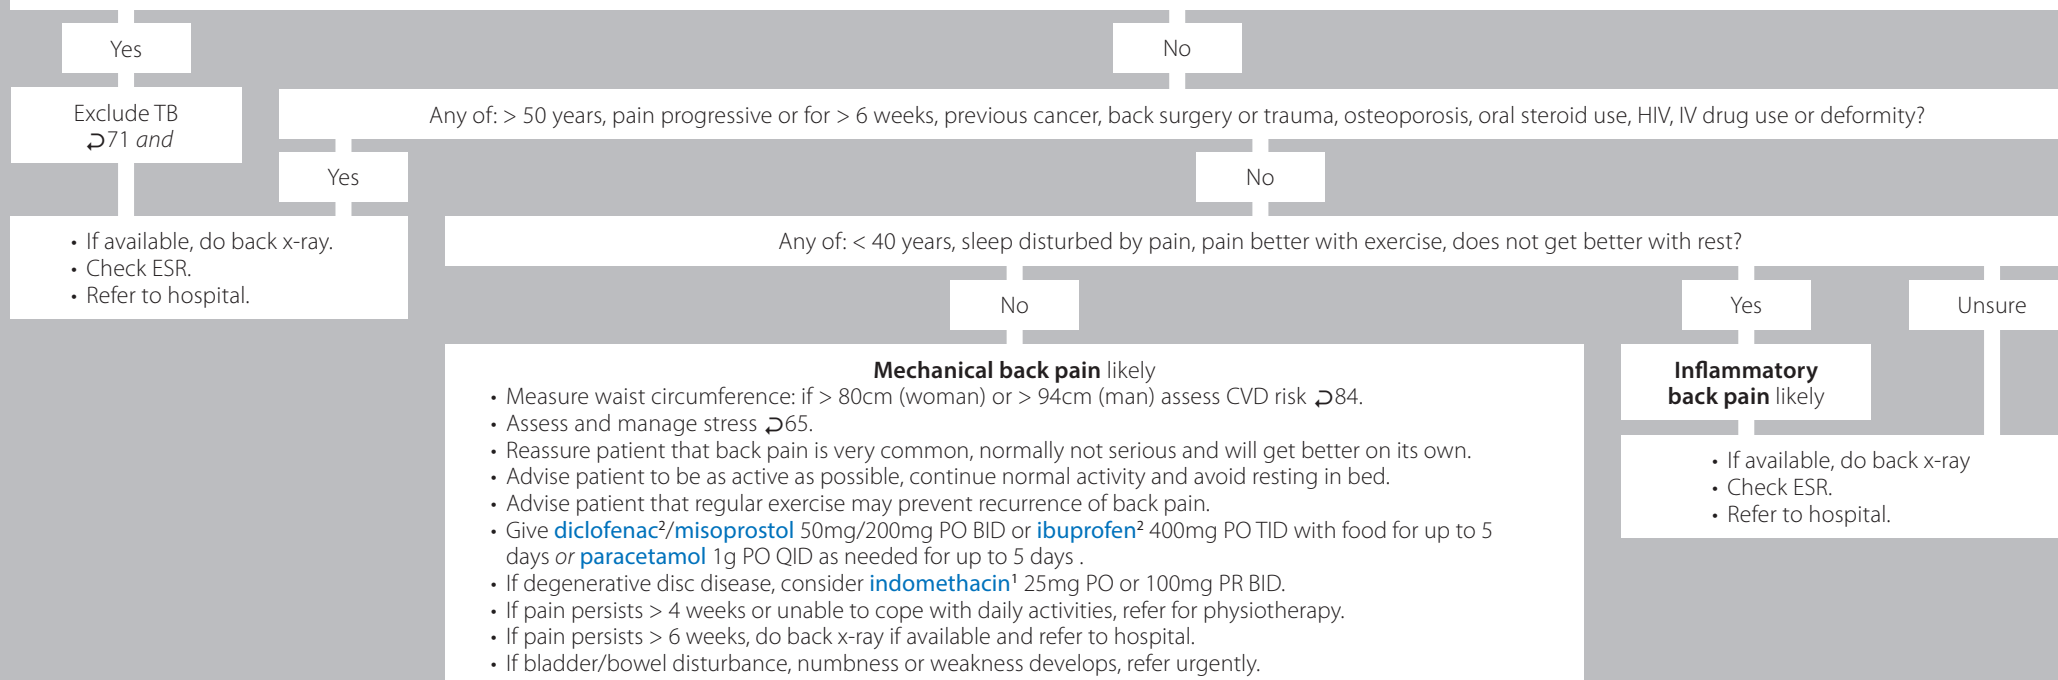 Yes
No
Exclude TB
⮌71 and
Any of: > 50 years, pain progressive or for > 6 weeks, previous cancer, back surgery or trauma, osteoporosis, oral steroid use, HIV, IV drug use or deformity?
Yes
No
• If available, do back x-ray.
• Check ESR.
• Refer to hospital.
Any of: < 40 years, sleep disturbed by pain, pain better with exercise, does not get better with rest?
No
Yes
Unsure
Mechanical back pain likely
• Measure waist circumference: if > 80cm (woman) or > 94cm (man) assess CVD risk ⮌84.
• Assess and manage stress ⮌65.
• Reassure patient that back pain is very common, normally not serious and will get better on its own.
• Advise patient to be as active as possible, continue normal activity and avoid resting in bed.
• Advise patient that regular exercise may prevent recurrence of back pain.
• Give diclofenac²/misoprostol 50mg/200mg PO BID or ibuprofen² 400mg PO TID with food for up to 5
days or paracetamol 1g PO QID as needed for up to 5 days .
• If degenerative disc disease, consider indomethacin¹ 25mg PO or 100mg PR BID.
• If pain persists > 4 weeks or unable to cope with daily activities, refer for physiotherapy.
• If pain persists > 6 weeks, do back x-ray if available and refer to hospital.
• If bladder/bowel disturbance, numbness or weakness develops, refer urgently.
Inflammatory
back pain likely
• If available, do back x-ray
• Check ESR.
• Refer to hospital.